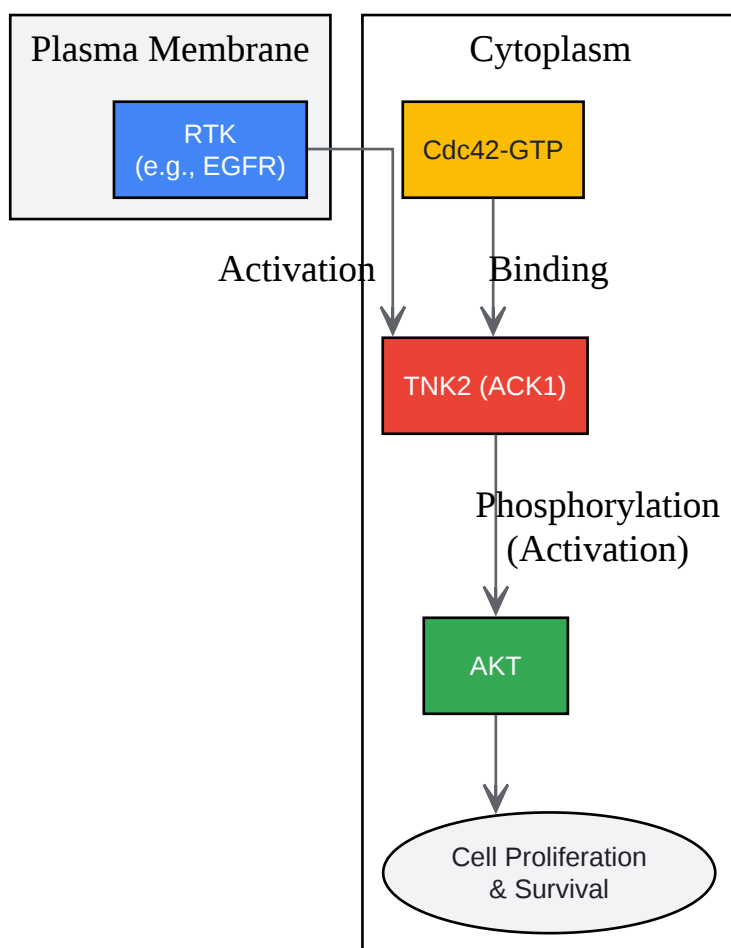 Plasma Membrane
Cytoplasm
RTK
(e.g., EGFR)
Cdc42-GTP
Activation
Binding
TNK2 (ACK1)
Phosphorylation
(Activation)
AKT
Cell Proliferation
& Survival